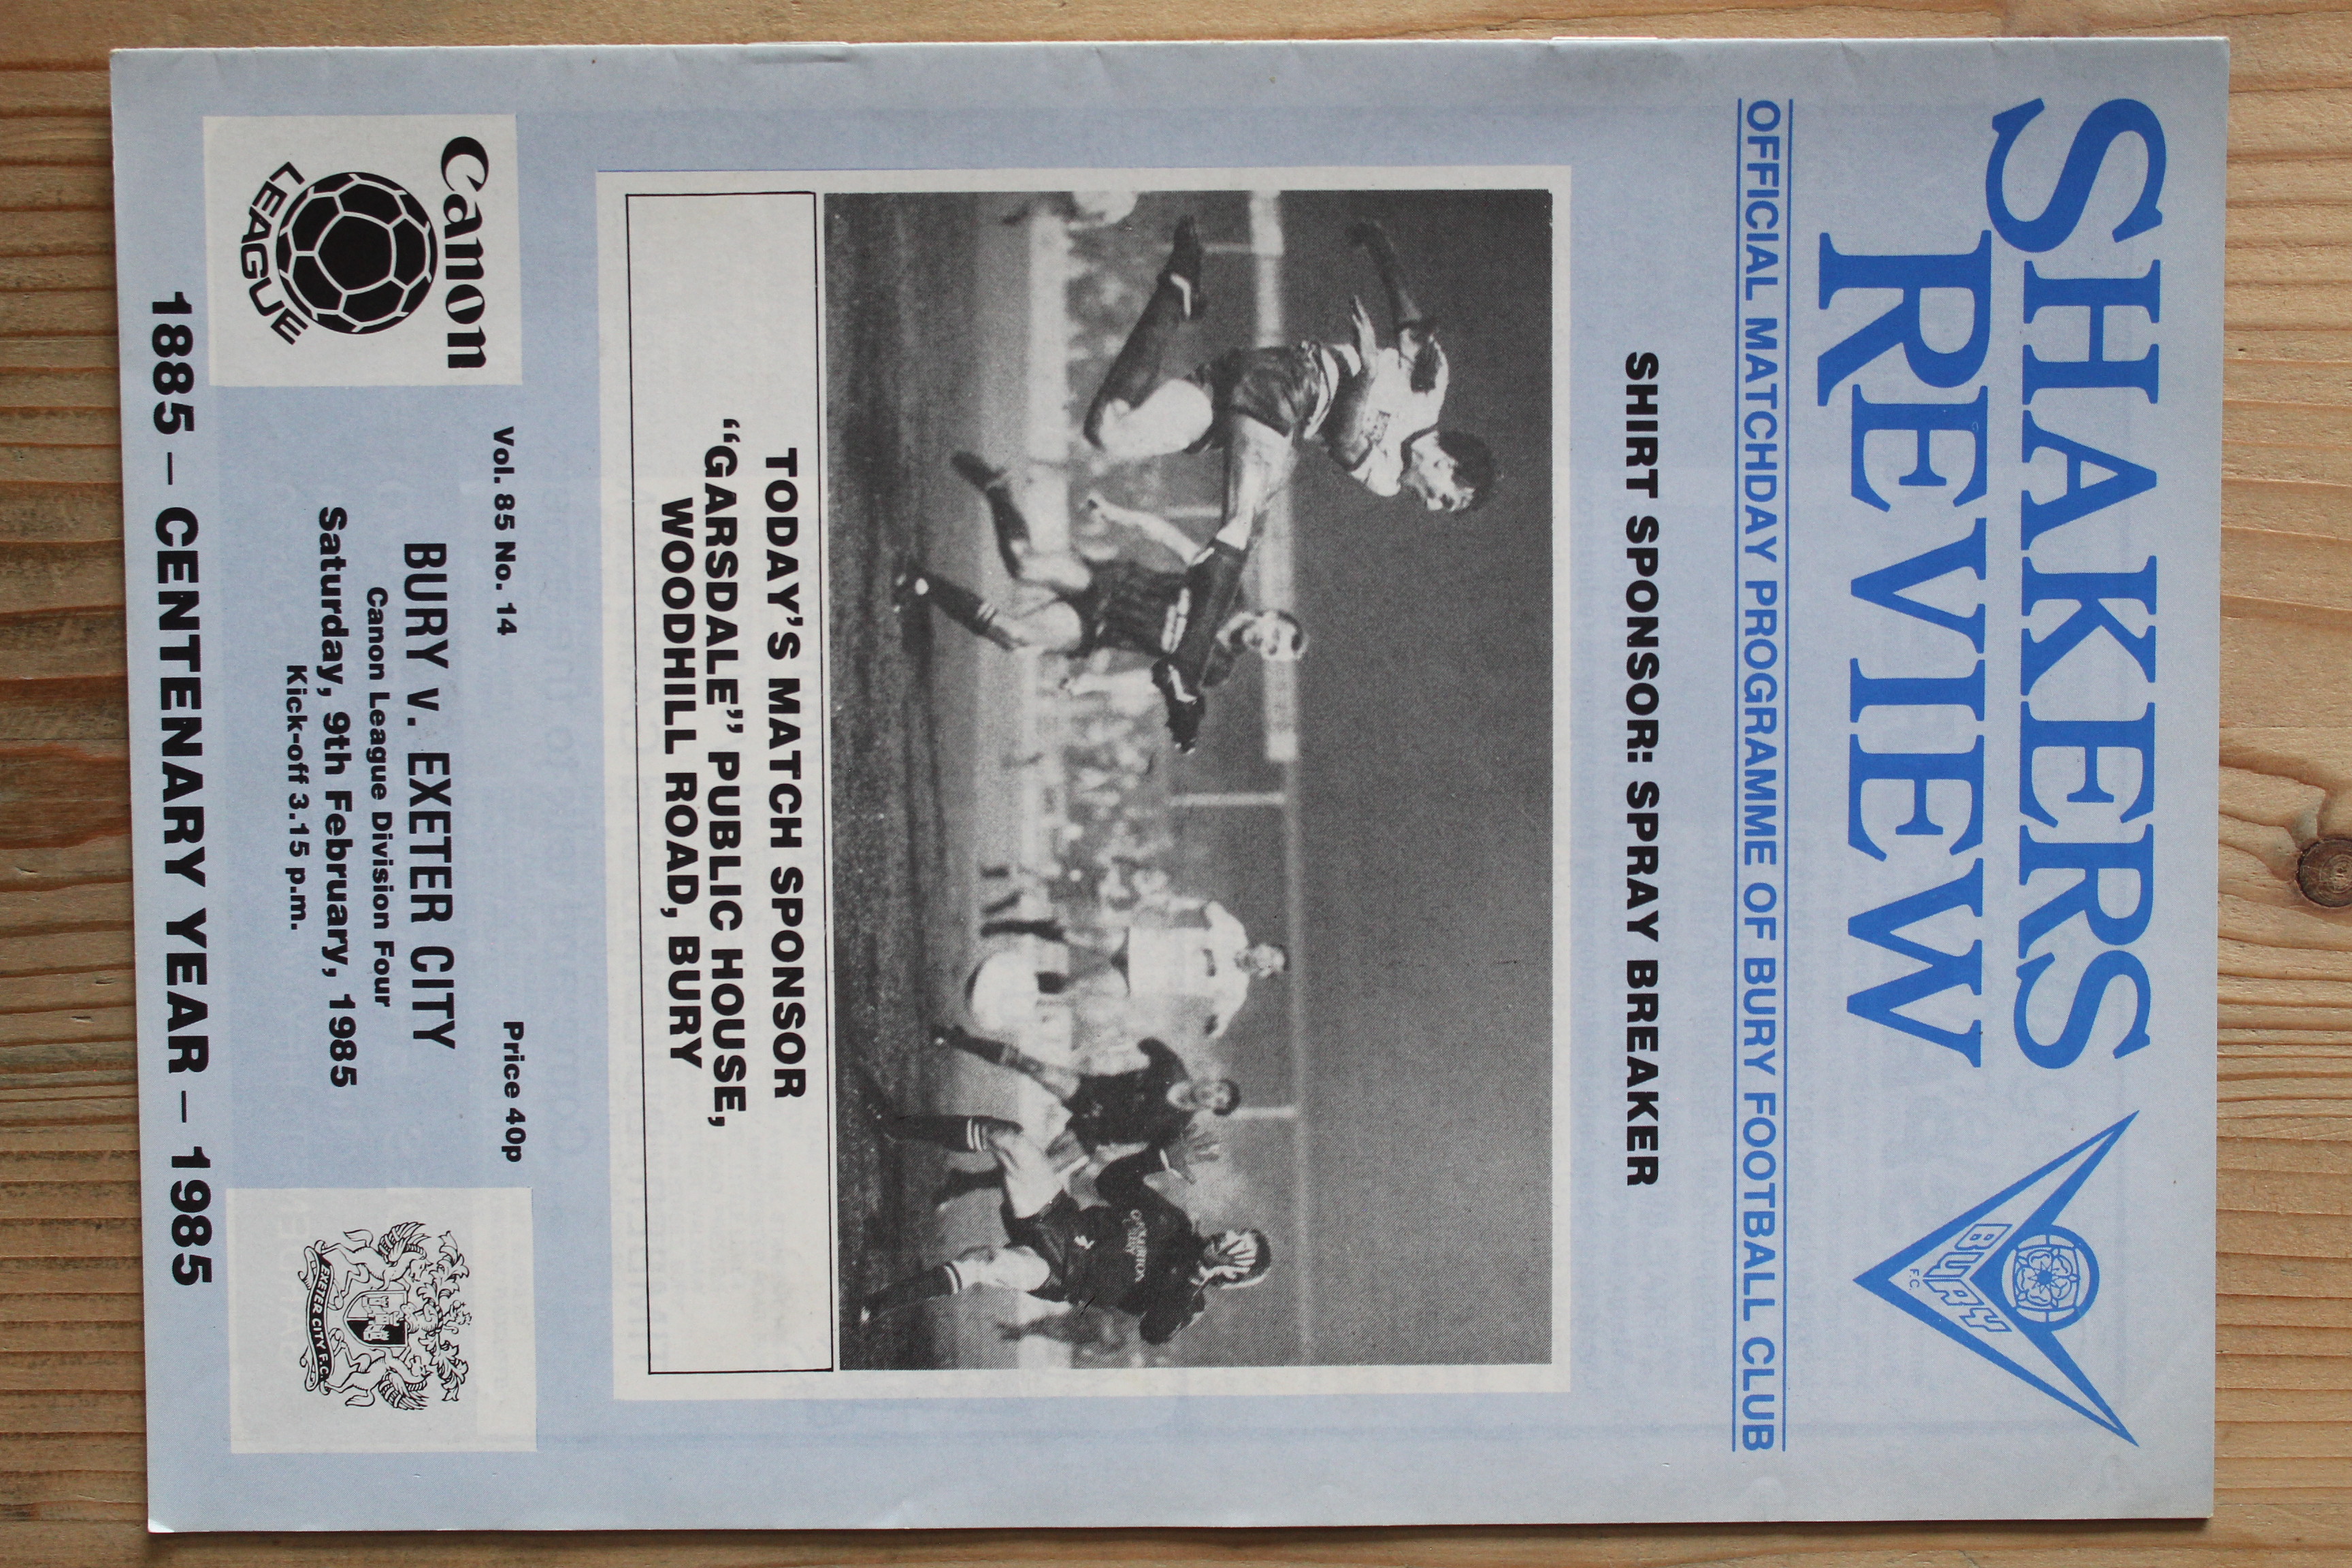 SHAKERS
REVIEW
BURY
F.C.
OFFICIAL MATCHDAY PROGRAMME OF BURY FOOTBALL CLUB
SHIRT SPONSOR: SPRAY BREAKER
TODAY'S MATCH SPONSOR
"GARSDALE" PUBLIC HOUSE,
WOODHILL ROAD, BURY
Vol. 85 No. 14
Price 40p
Canon
LEAGUE
BURY v. EXETER CITY
Canon League Division Four
Saturday, 9th February, 1985
Kick-off 3.15 p.m.
EXETER CITY F.C.
1885 – CENTENARY YEAR – 1985